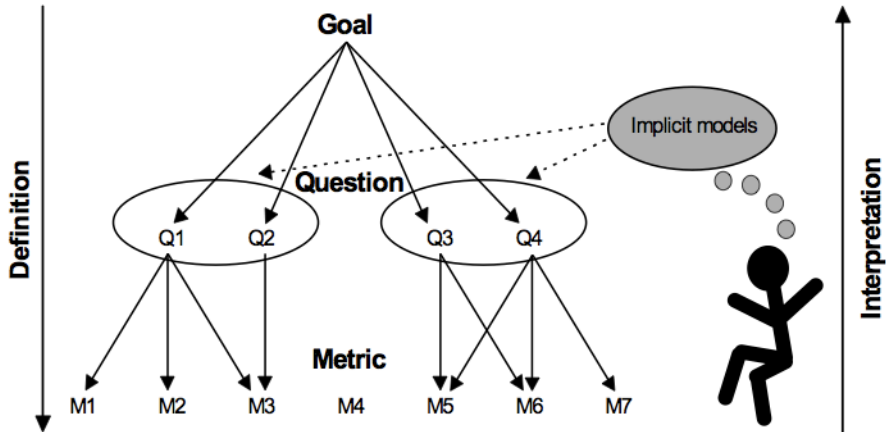 Goal
Implicit models
Question
Definition
Interpretation
Q1 Q2 Q3 Q4
Metric
M1 M2 M3 M4 M5 M6 M7